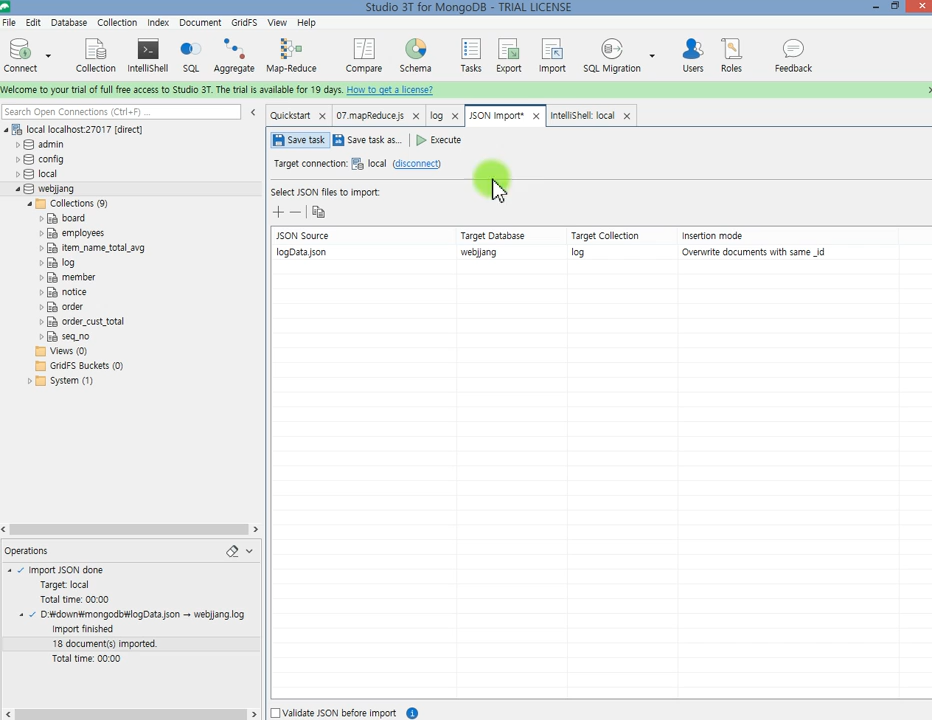 Studio 3T for MongoDB - TRIAL LICENSE
File Edit Database Collection Index Document GridFS View Help
Connect Collection IntelliShell SQL Aggregate Map-Reduce Compare Schema Tasks Export Import SQL Migration Users Roles Feedback
Welcome to your trial of full free access to Studio 3T. The trial is available for 19 days. How to get a license?
Search Open Connections (Ctrl+F) ...
local localhost:27017 [direct]
admin
config
local
webjjang
Collections (9)
board
employees
item_name_total_avg
log
member
notice
order
order_cust_total
seq_no
Views (0)
GridFS Buckets (0)
System (1)
Quickstart 07.mapReduce.js log JSON Import* IntelliShell: local
Save task Save task as... Execute
Target connection: local (disconnect)
Select JSON files to import:
JSON Source Target Database Target Collection Insertion mode
logData.json webjjang log Overwrite documents with same _id
Operations
Import JSON done
Target: local
Total time: 00:00
D:₩down₩mongodb₩logData.json → webjjang.log
Import finished
18 document(s) imported.
Total time: 00:00
Validate JSON before import